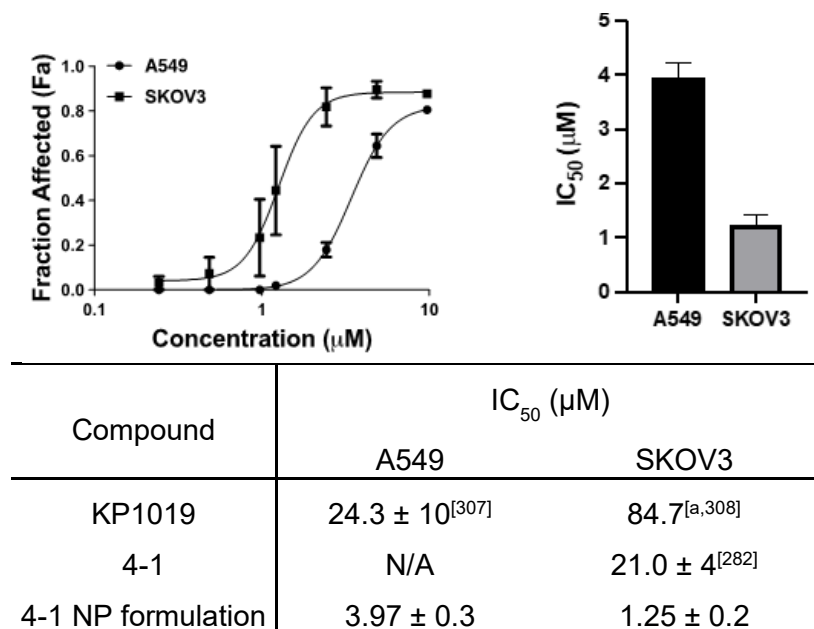 A549
SKOV3
Fraction Affected (Fa)
1.0
0.8
0.6
0.4
0.2
0.0
0.1 1 10
Concentration (μM)
IC50 (μM)
5
4
3
2
1
0
A549 SKOV3
Compound IC50 (µM)
A549 SKOV3
KP1019 24.3 ± 10[307] 84.7[a,308]
4-1 N/A 21.0 ± 4[282]
4-1 NP formulation 3.97 ± 0.3 1.25 ± 0.2